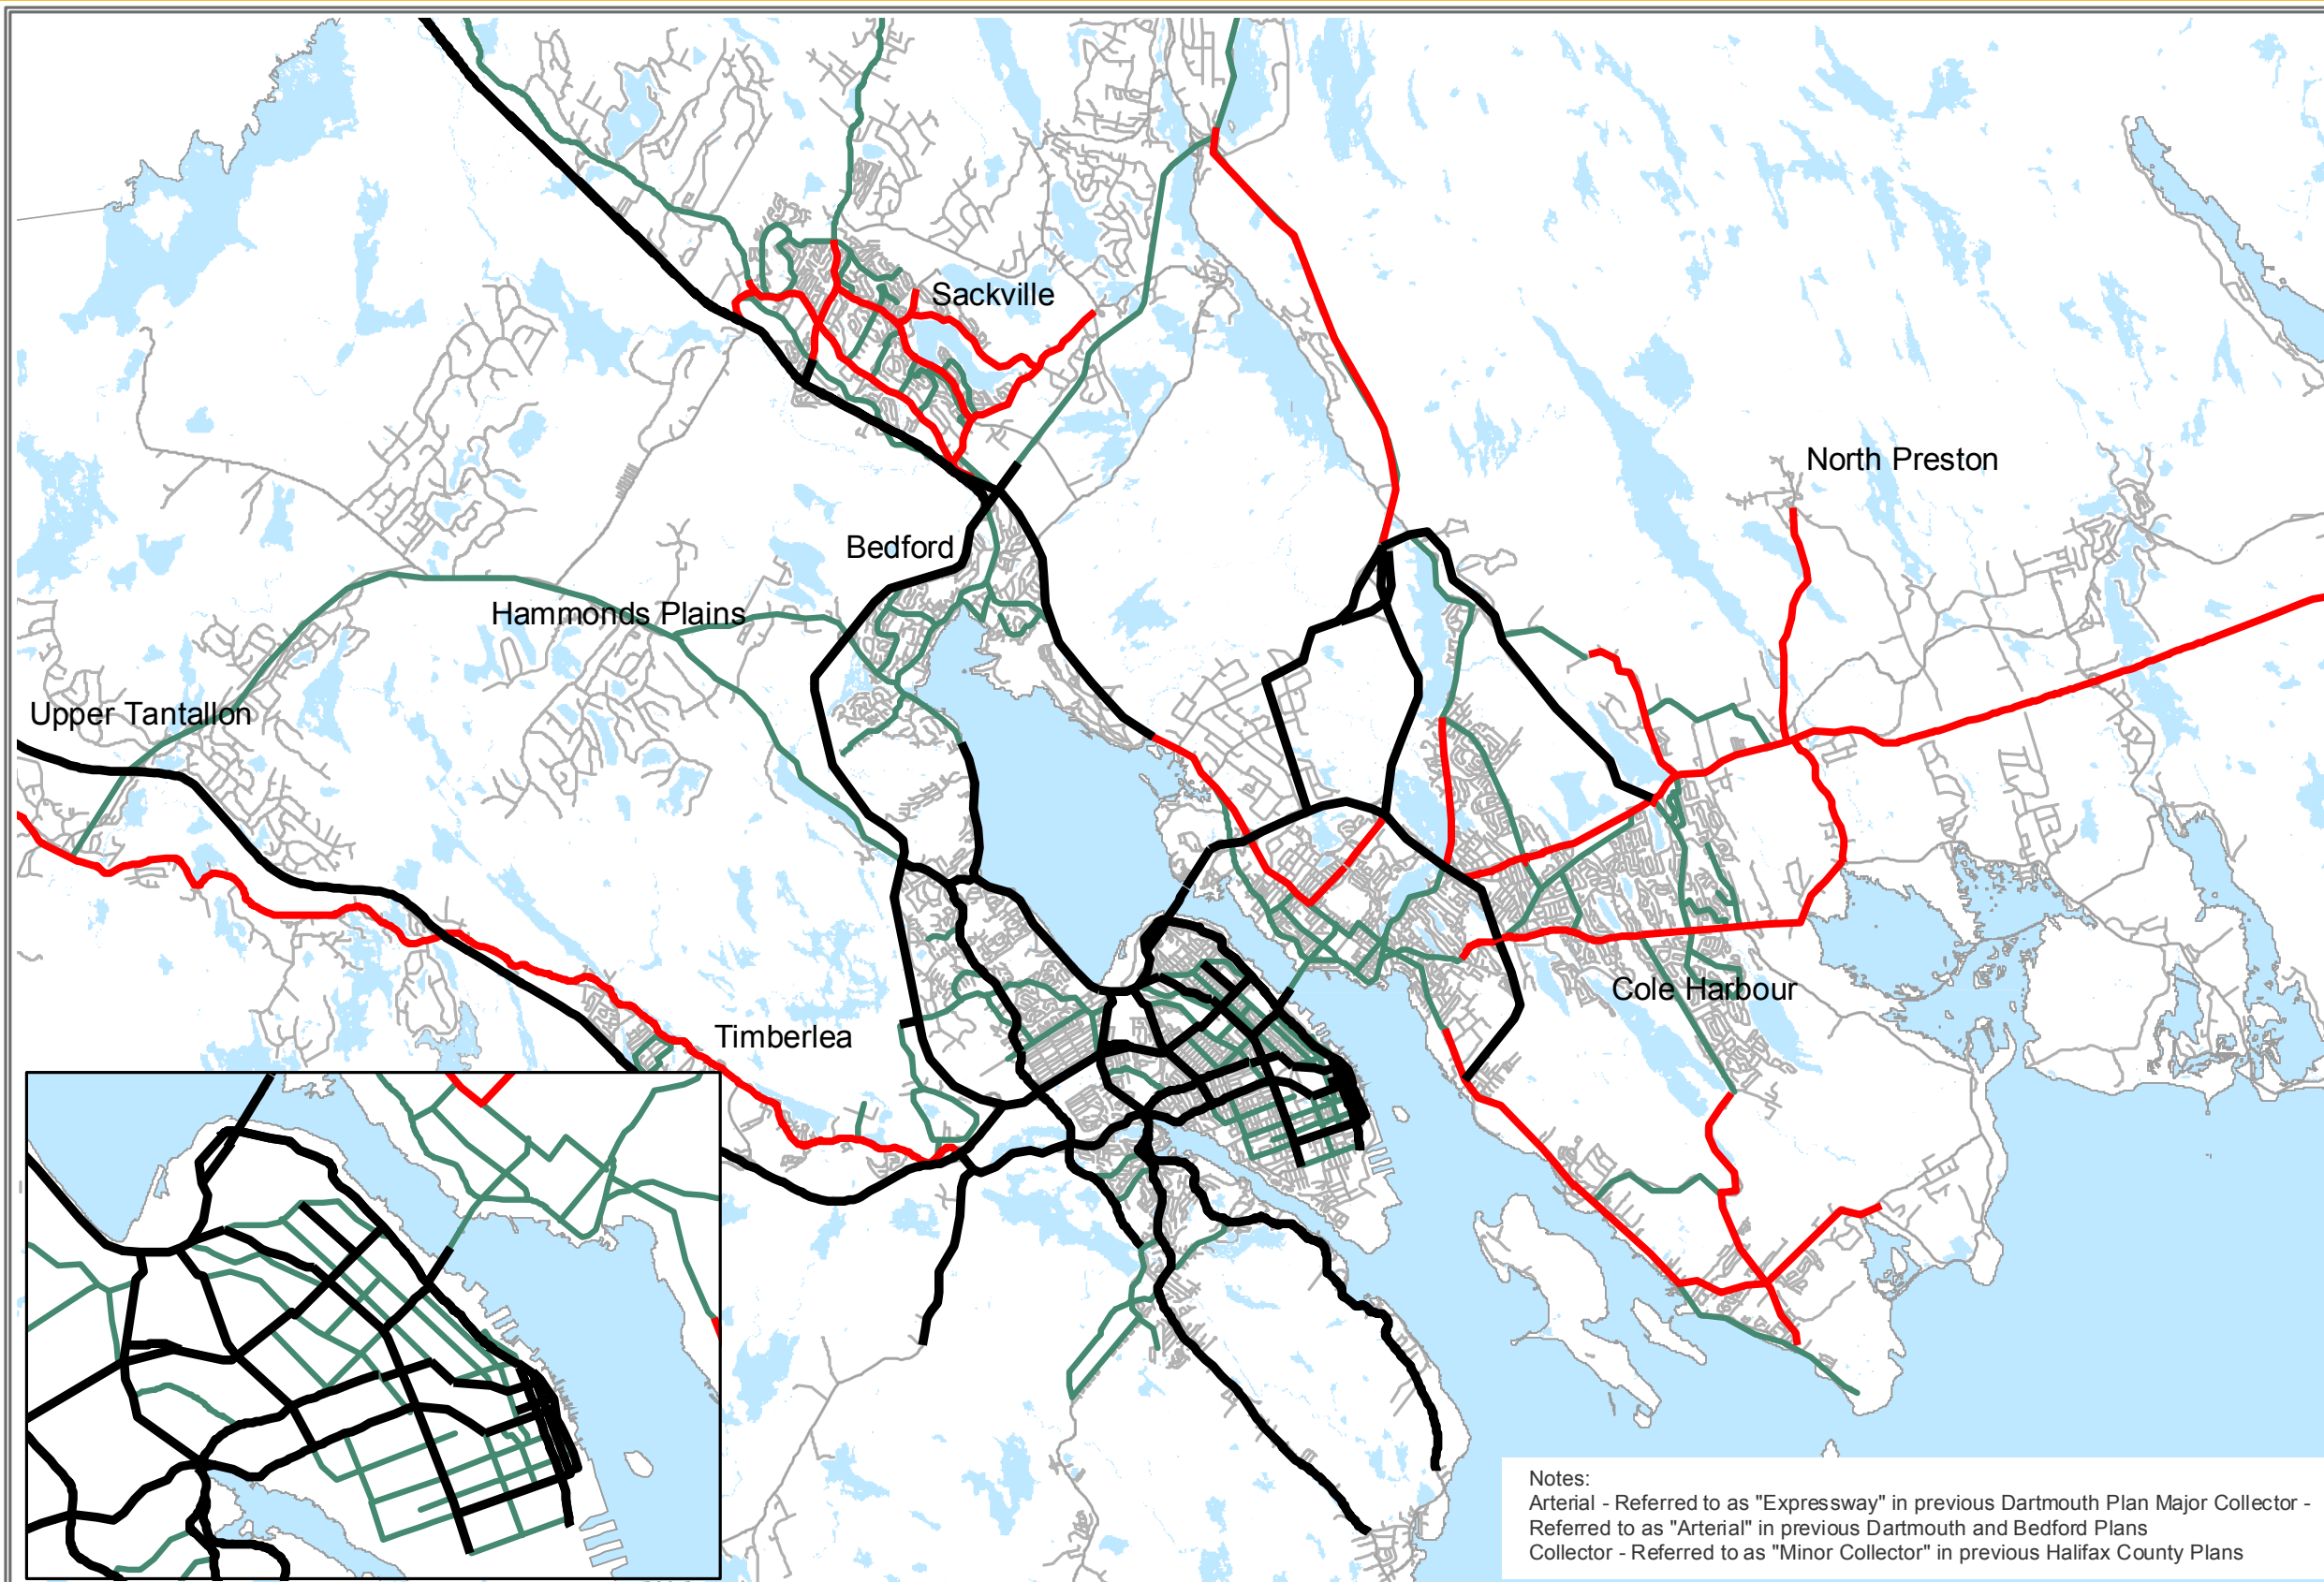 Sackville
North Preston
Bedford
Hammonds Plains
Upper Tantallon
Cole Harbour
Timberlea
Notes:
Arterial - Referred to as "Expressway" in previous Dartmouth Plan Major Collector -
Referred to as "Arterial" in previous Dartmouth and Bedford Plans
Collector - Referred to as "Minor Collector" in previous Halifax County Plans